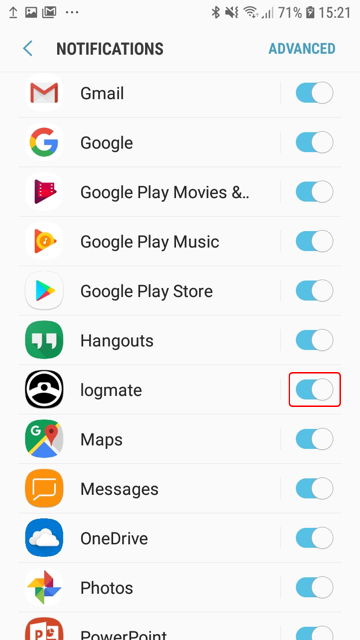 71% 15:21
NOTIFICATIONS ADVANCED
Gmail
Google
Google Play Movies &..
Google Play Music
Google Play Store
Hangouts
logmate
Maps
Messages
OneDrive
Photos
PowerPoint